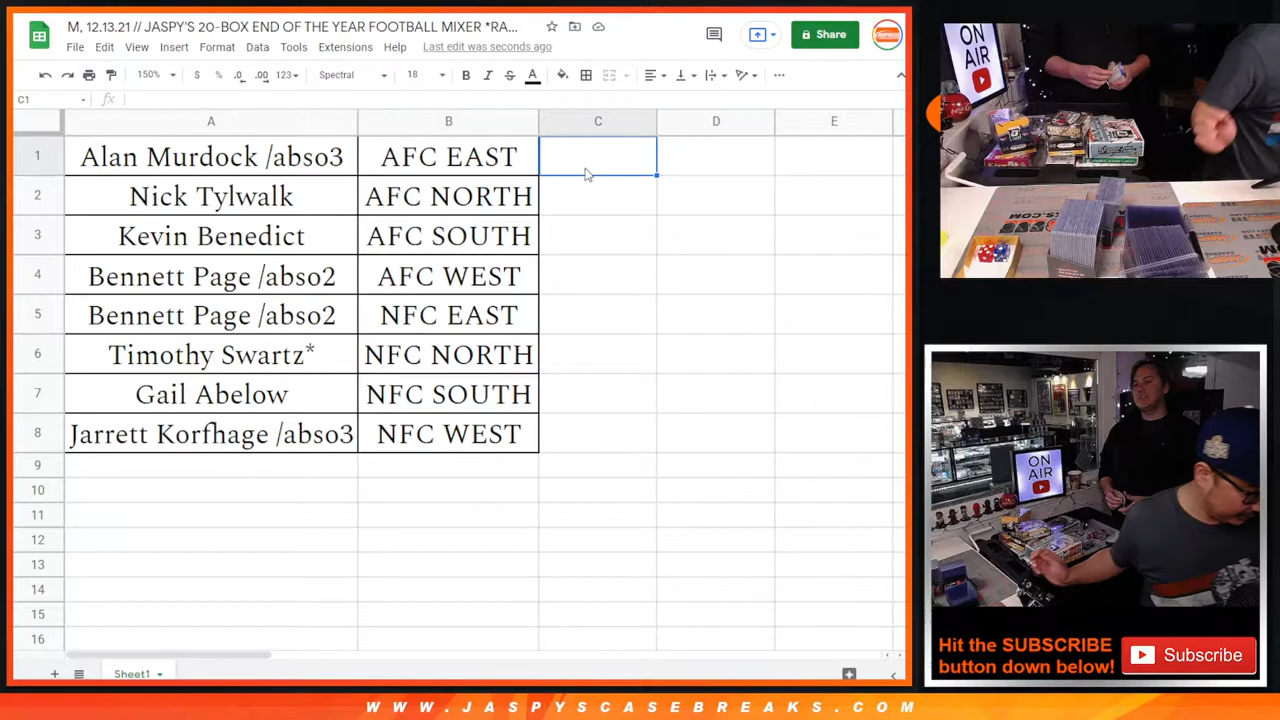 M, 12.13.21 // JASPY'S 20-BOX END OF THE YEAR FOOTBALL MIXER *RA...
File Edit View Insert Format Data Tools Extensions Help Last edit was seconds ago
Share
150% $ % .0 .00 123 Spectral 18 B I S A
C1 fx
A B C D E
1 Alan Murdock /abso3 AFC EAST
2 Nick Tylwalk AFC NORTH
3 Kevin Benedict AFC SOUTH
4 Bennett Page /abso2 AFC WEST
5 Bennett Page /abso2 NFC EAST
6 Timothy Swartz* NFC NORTH
7 Gail Abelow NFC SOUTH
8 Jarrett Korfhage /abso3 NFC WEST
9
10
11
12
13
14
15
16
Sheet1
ON
AIR
ON
AIR
Hit the SUBSCRIBE
button down below!
Subscribe
WWW.JASPYSCASEBREAKS.COM